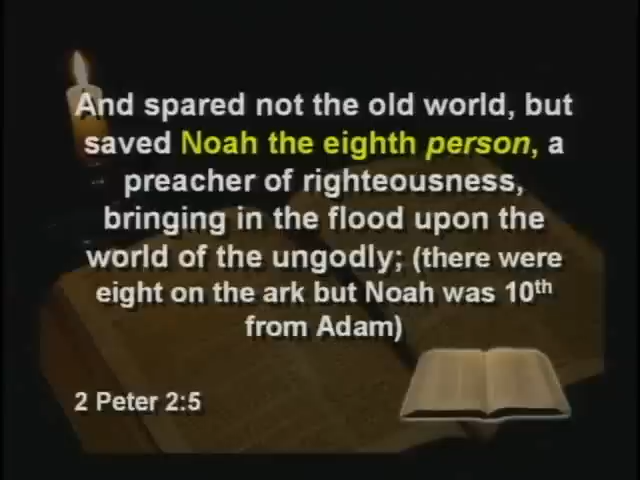 And spared not the old world, but
saved Noah the eighth person, a
preacher of righteousness,
bringing in the flood upon the
world of the ungodly; (there were
eight on the ark but Noah was 10th
from Adam)
2 Peter 2:5